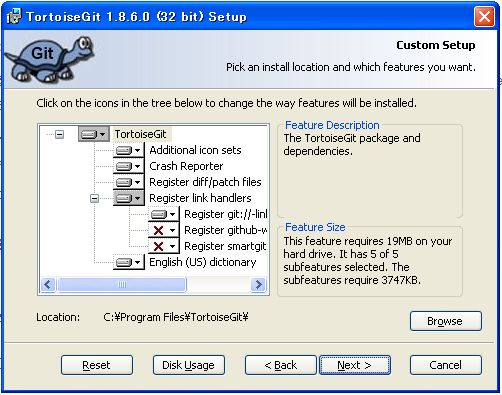 TortoiseGit 1.8.6.0 (32 bit) Setup
Git
Custom Setup
Pick an install location and which features you want.
Click on the icons in the tree below to change the way features will be installed.
TortoiseGit
Additional icon sets
Crash Reporter
Register diff/patch files
Register link handlers
Register git://-linl
Register github-w
Register smartgit
English (US) dictionary
Feature Description
The TortoiseGit package and
dependencies.
Feature Size
This feature requires 19MB on your
hard drive. It has 5 of 5
subfeatures selected. The
subfeatures require 3747KB.
Location: C:¥Program Files¥TortoiseGit¥
Browse
Reset Disk Usage < Back Next > Cancel